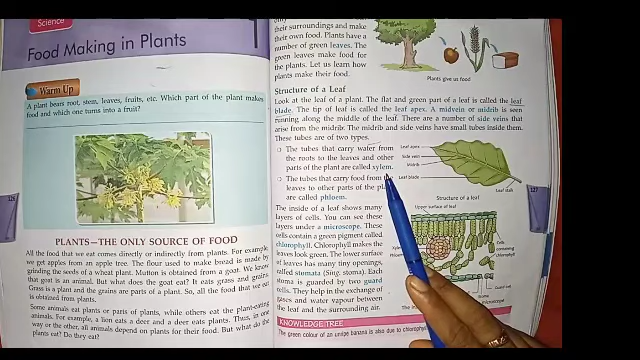 Science
Food Making in Plants
Warm Up
A plant bears root, stem, leaves, fruits, etc. Which part of the plant makes
food and which one turns into a fruit?
PLANTS—THE ONLY SOURCE OF FOOD
All the food that we eat comes directly or indirectly from plants. For example,
we get apples from an apple tree. The flour used to make bread is made by
grinding the seeds of a wheat plant. Mutton is obtained from a goat. We know
that goat is an animal. But what does the goat eat? It eats grass and grains.
Grass is a plant and the grains are part of a plant. So, all the food that we eat
is obtained from plants.
Some animals eat plants or parts of plants, while others eat the plant-eating
animals. For example, a lion eats a deer and a deer eats plants. Thus, in one
way or the other, all animals depend on plants for their food. But what do the
plants eat? Do they eat?
126
their surroundings and make
their own food. Plants have a
number of green leaves. The
green leaves make food for
the plants. Let us learn how
plants make their food.
Plants give us food
Structure of a Leaf
Look at the leaf of a plant. The flat and green part of a leaf is called the leaf
blade. The tip of leaf is called the leaf apex. A midvein or midrib is seen
running along the middle of the leaf. There are a number of side veins that
arise from the midrib. The midrib and side veins have small tubes inside them.
These tubes are of two types.
The tubes that carry water from
the roots to the leaves and other
parts of the plant are called xylem.
The tubes that carry food from
leaves to other parts of the
are called phloem.
Leaf apex
Side vein
Midrib
Leaf blade
Leaf stalk
Structure of a leaf
The inside of a leaf shows many
layers of cells. You can see these
layers under a microscope. These
cells contain a green pigment called
chlorophyll. Chlorophyll makes the
leaves look green. The lower surface
of leaves has many tiny openings,
called stomata (Sing. stoma). Each
stoma is guarded by two guard
cells. They help in the exchange of
gases and water vapour between
the leaf and the surrounding air.
Upper surface of leaf
Cells
containing
chlorophyll
Guard cell
KNOWLEDGE TREE
The green colour of an unripe banana is also due to
127